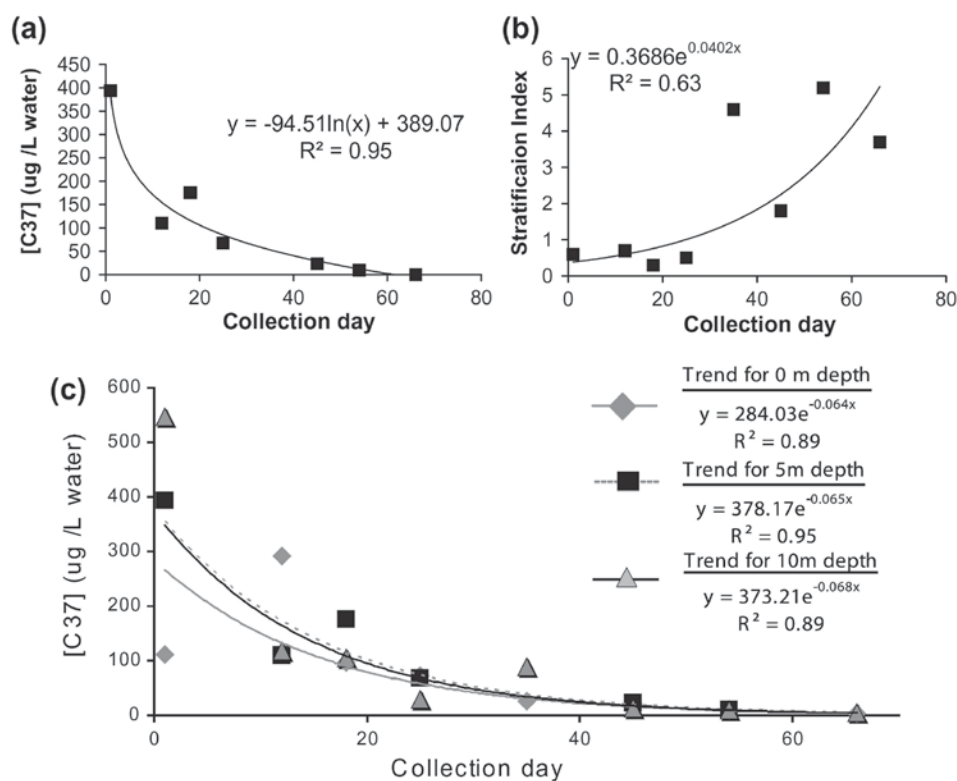 (a)
450
400
350
300
250
200
150
100
50
0
[C37] (ug /L water)
y = -94.51ln(x) + 389.07
R² = 0.95
0 20 40 60 80
Collection day
(b)
y = 0.3686e^0.0402x
R² = 0.63
6
5
4
3
2
1
0
Stratificaion Index
0 20 40 60 80
Collection day
(c)
600
500
400
300
200
100
0
[C37] (ug /L water)
0 20 40 60
Collection day
Trend for 0 m depth
y = 284.03e^-0.064x
R² = 0.89
Trend for 5m depth
y = 378.17e^-0.065x
R² = 0.95
Trend for 10m depth
y = 373.21e^-0.068x
R² = 0.89